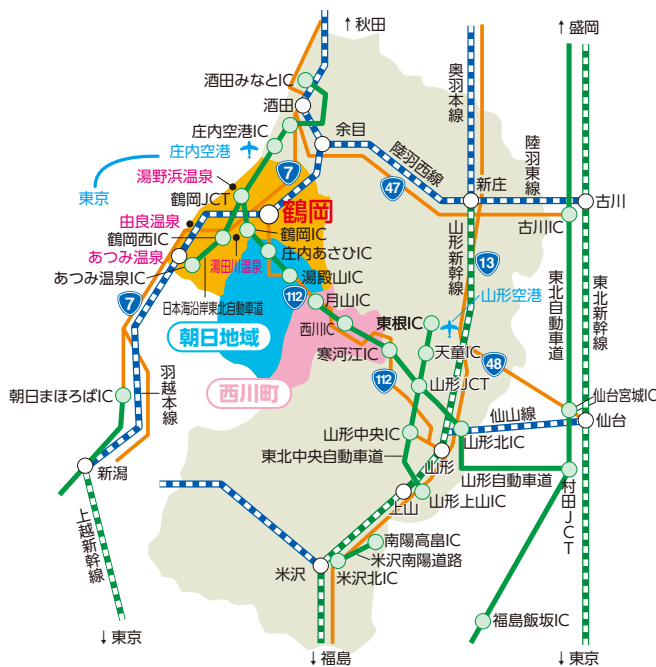 ↑秋田
↑盛岡
酒田みなとIC
酒田
奥羽本線
庄内空港IC
余目
庄内空港
陸羽西線
陸羽東線
7
湯野浜温泉
47
新庄
古川
東京
鶴岡JCT
鶴岡
由良温泉
古川IC
鶴岡西IC
鶴岡IC
山形新幹線
あつみ温泉
湯田川温泉
庄内あさひIC
13
あつみ温泉IC
湯殿山IC
山形空港
東北自動車道
東北新幹線
7
日本海沿岸東北自動車道
112
月山IC
朝日地域
西川IC
東根IC
寒河江IC
天童IC
48
羽越本線
西川町
112
山形JCT
朝日まほろばIC
仙台宮城IC
仙山線
仙台
山形中央IC
山形北IC
東北中央自動車道
山形
新潟
山形自動車道
上山
山形上山IC
村田JCT
上越新幹線
南陽高畠IC
米沢南陽道路
米沢
米沢北IC
福島飯坂IC
↓東京
↓福島
↓東京